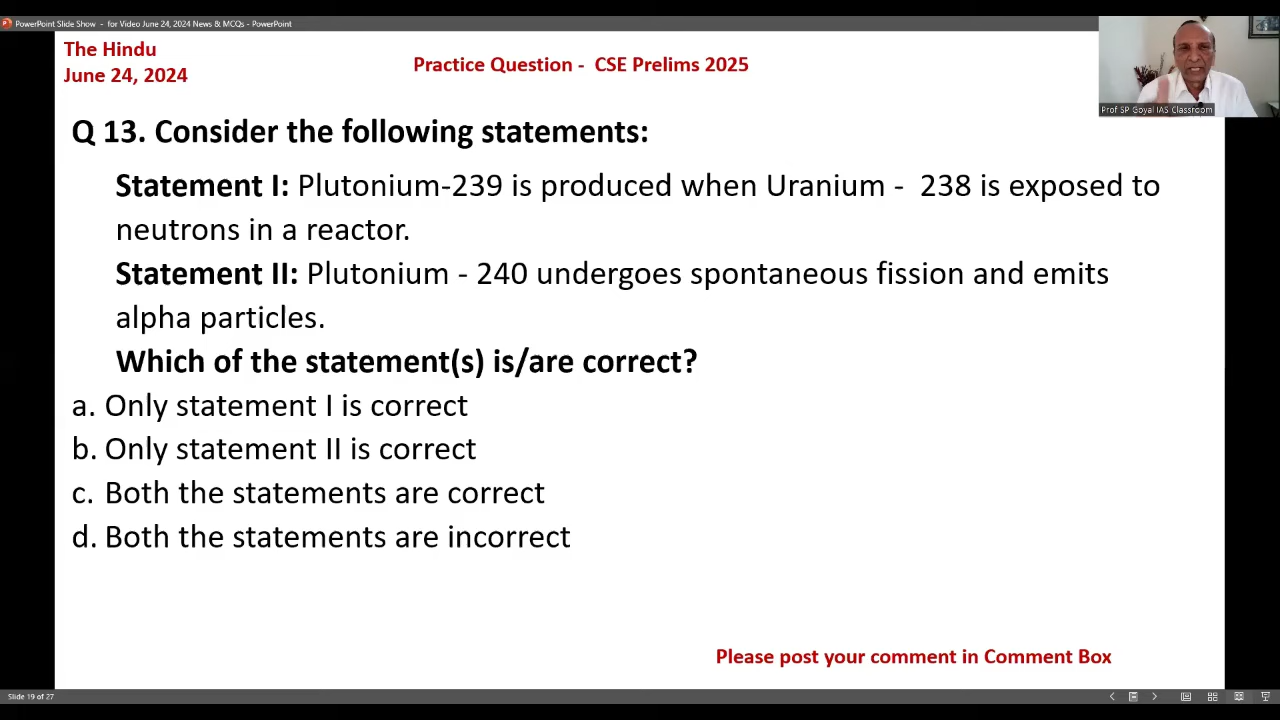 PowerPoint Slide Show - for Video June 24, 2024 News & MCQs - PowerPoint
The Hindu
June 24, 2024
Practice Question - CSE Prelims 2025
Prof SP Goyal IAS Classroom
Q 13. Consider the following statements:
Statement I: Plutonium-239 is produced when Uranium - 238 is exposed to
neutrons in a reactor.
Statement II: Plutonium - 240 undergoes spontaneous fission and emits
alpha particles.
Which of the statement(s) is/are correct?
a. Only statement I is correct
b. Only statement II is correct
c. Both the statements are correct
d. Both the statements are incorrect
Please post your comment in Comment Box
Slide 19 of 27